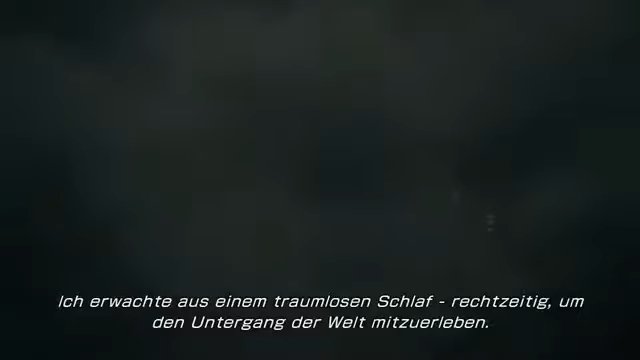 Ich erwachte aus einem traumlosen Schlaf - rechtzeitig, um
den Untergang der Welt mitzuerleben.